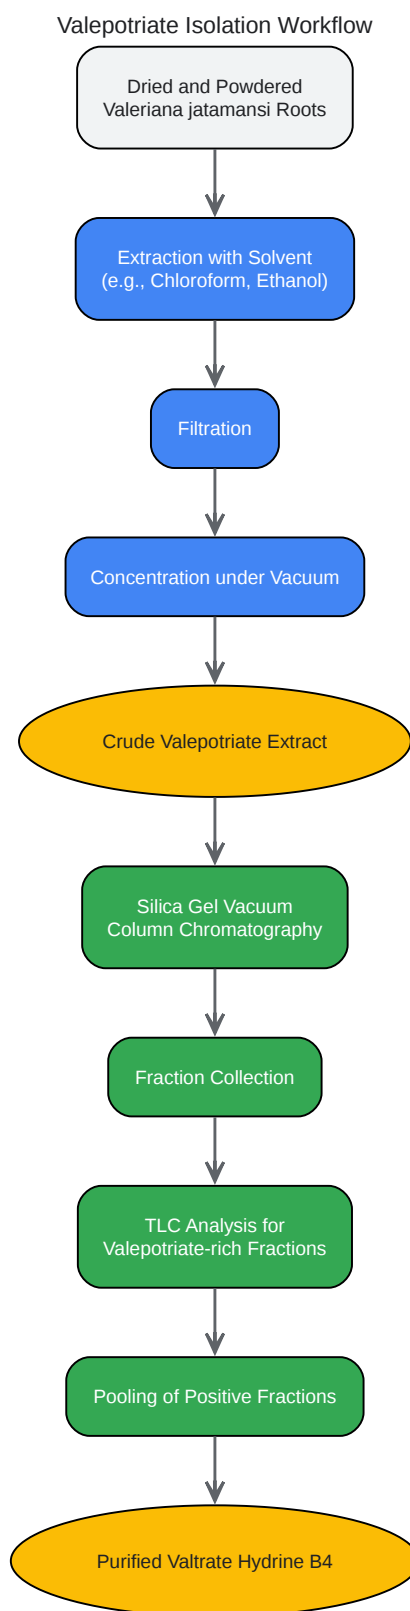 Valepotriate Isolation Workflow
Dried and Powdered
Valeriana jatamansi Roots
Extraction with Solvent
(e.g., Chloroform, Ethanol)
Filtration
Concentration under Vacuum
Crude Valepotriate Extract
Silica Gel Vacuum
Column Chromatography
Fraction Collection
TLC Analysis for
Valepotriate-rich Fractions
Pooling of Positive Fractions
Purified Valtrate Hydrine B4